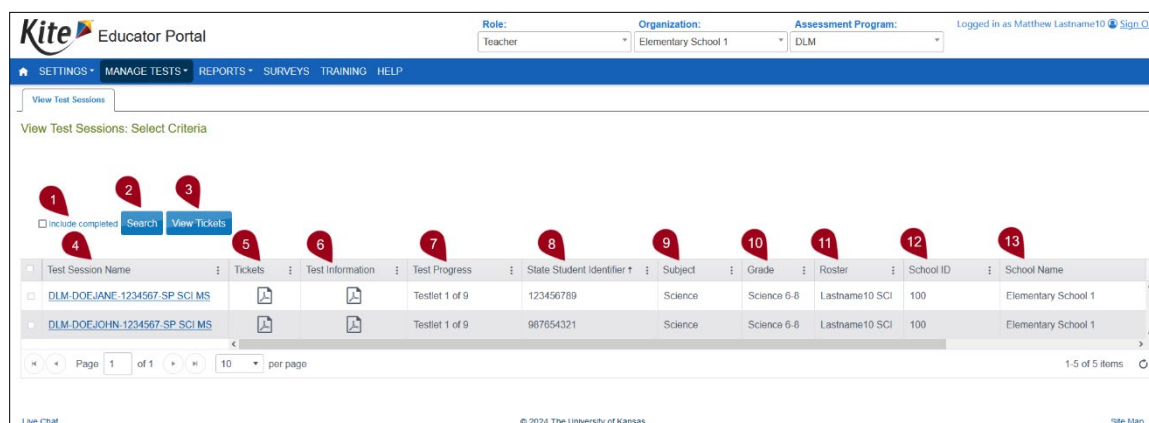 Kite Educator Portal
Role: Organization: Assessment Program: Logged in as Matthew Lastname10 Sign O
Teacher Elementary School 1 DLM
SETTINGS MANAGE TESTS REPORTS SURVEYS TRAINING HELP
View Test Sessions
View Test Sessions: Select Criteria
1 2 3
Include completed Search View Tickets
4 5 6 7 8 9 10 11 12 13
Test Session Name Tickets Test Information Test Progress State Student Identifier ↑ Subject Grade Roster School ID School Name
DLM-DOEJANE-1234567-SP SCI MS Testlet 1 of 9 123456789 Science Science 6-8 Lastname10 SCI 100 Elementary School 1
DLM-DOEJOHN-1234567-SP SCI MS Testlet 1 of 9 987654321 Science Science 6-8 Lastname10 SCI 100 Elementary School 1
Page 1 of 1 10 per page 1-5 of 5 items
Live Chat © 2024 The University of Kansas Site Map